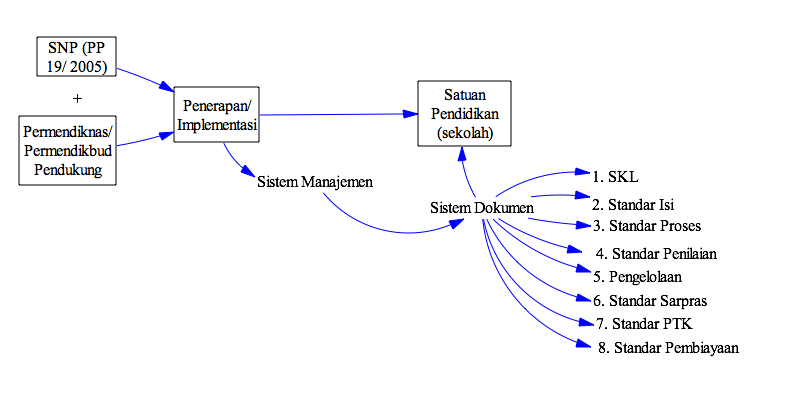 SNP (PP
19/ 2005)
+
Permendiknas/
Permendikbud
Pendukung
Penerapan/
Implementasi
Satuan
Pendidikan
(sekolah)
Sistem Manajemen
Sistem Dokumen
1. SKL
2. Standar Isi
3. Standar Proses
4. Standar Penilaian
5. Pengelolaan
6. Standar Sarpras
7. Standar PTK
8. Standar Pembiayaan